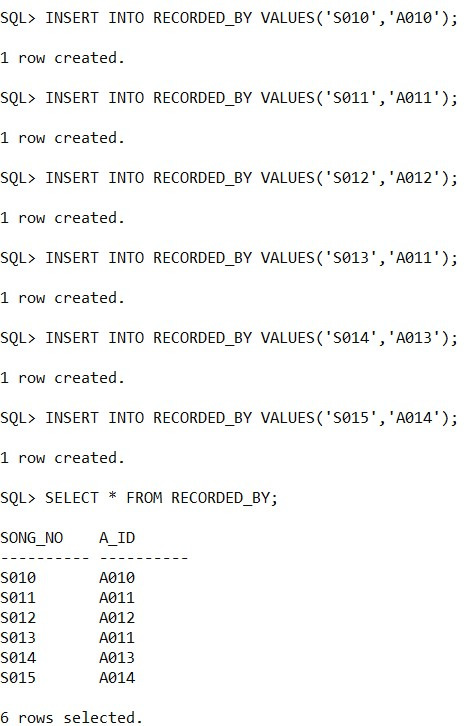 SQL> INSERT INTO RECORDED_BY VALUES('S010','A010');
1 row created.
SQL> INSERT INTO RECORDED_BY VALUES('S011','A011');
1 row created.
SQL> INSERT INTO RECORDED_BY VALUES('S012','A012');
1 row created.
SQL> INSERT INTO RECORDED_BY VALUES('S013','A011');
1 row created.
SQL> INSERT INTO RECORDED_BY VALUES('S014','A013');
1 row created.
SQL> INSERT INTO RECORDED_BY VALUES('S015','A014');
1 row created.
SQL> SELECT * FROM RECORDED_BY;
SONG_NO    A_ID
---------- ----------
S010       A010
S011       A011
S012       A012
S013       A011
S014       A013
S015       A014
6 rows selected.